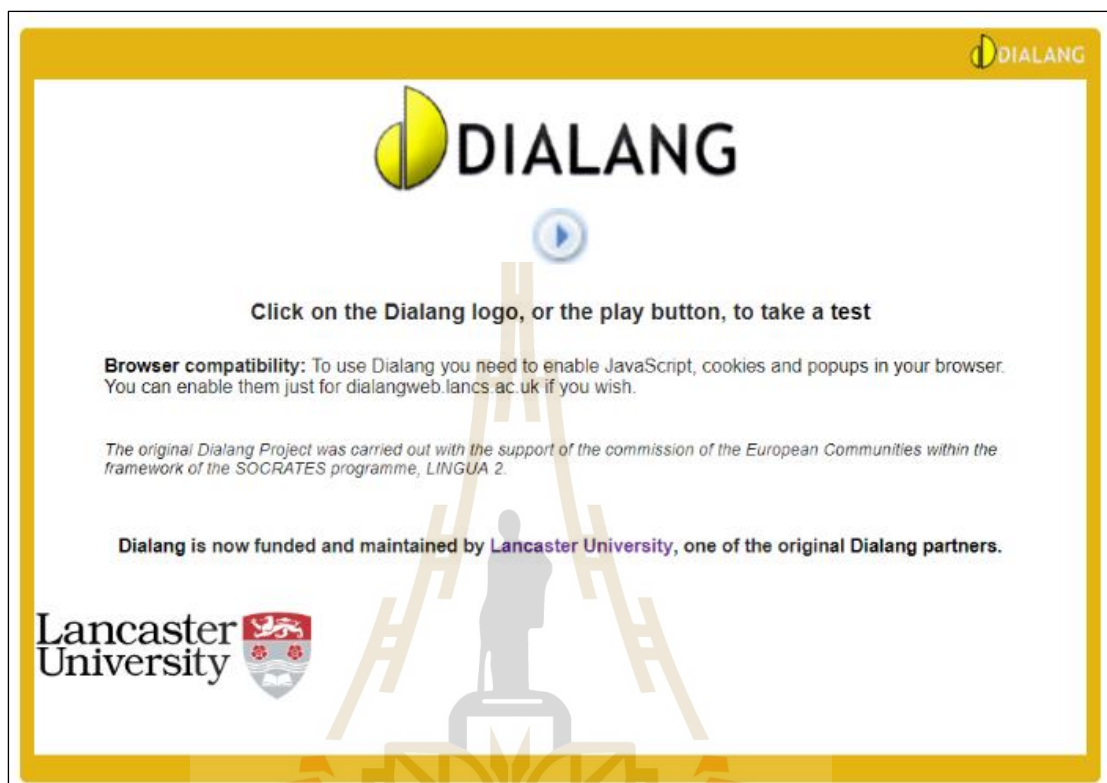 DIALANG
DIALANG
Click on the Dialang logo, or the play button, to take a test
Browser compatibility: To use Dialang you need to enable JavaScript, cookies and popups in your browser.
You can enable them just for dialangweb.lancs.ac.uk if you wish.
The original Dialang Project was carried out with the support of the commission of the European Communities within the
framework of the SOCRATES programme, LINGUA 2.
Dialang is now funded and maintained by Lancaster University, one of the original Dialang partners.
Lancaster
University